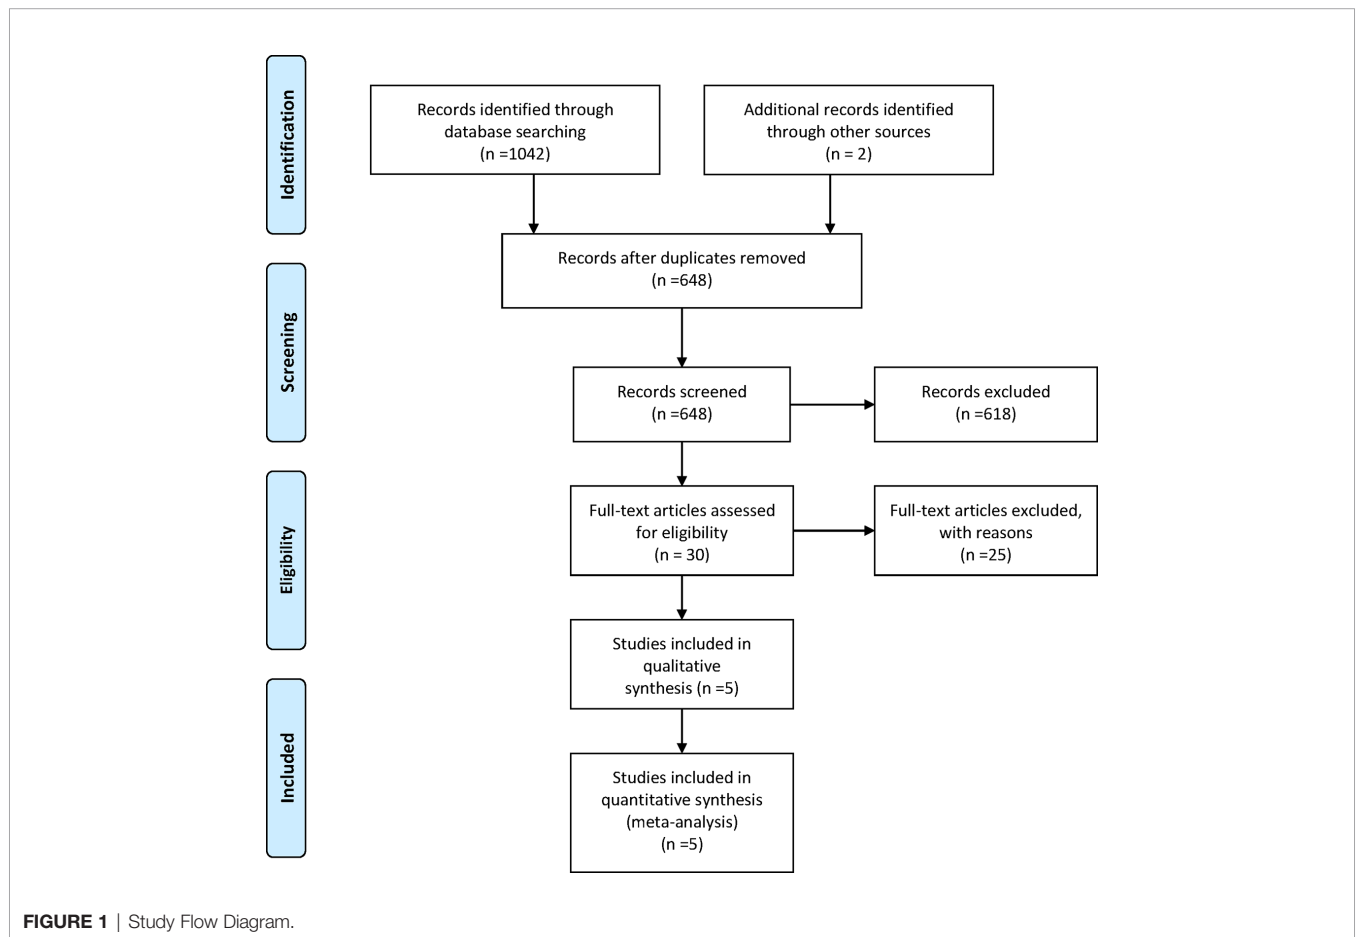 Identification
Records identified through
database searching
(n =1042)
Additional records identified
through other sources
(n = 2)
Records after duplicates removed
(n =648)
Screening
Records screened
(n =648)
Records excluded
(n =618)
Eligibility
Full-text articles assessed
for eligibility
(n = 30)
Full-text articles excluded,
with reasons
(n =25)
Studies included in
qualitative
synthesis (n =5)
Included
Studies included in
quantitative synthesis
(meta-analysis)
(n =5)
FIGURE 1 | Study Flow Diagram.